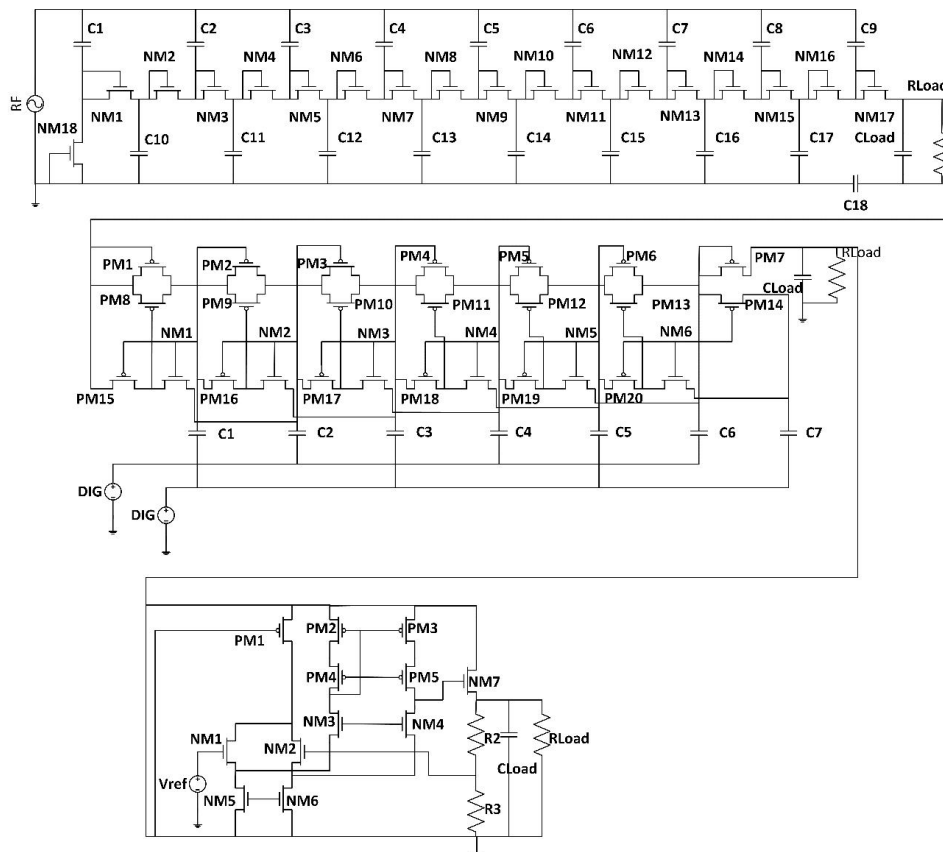 C1 C2 C3 C4 C5 C6 C7 C8 C9
NM2 NM4 NM6 NM8 NM10 NM12 NM14 NM16
RF
RLoad
NM1 NM3 NM5 NM7 NM9 NM11 NM13 NM15 NM17
NM18
C10 C11 C12 C13 C14 C15 C16 C17 CLoad
C18
PM1 PM2 PM3 PM4 PM5 PM6 PM7
RLoad
CLoad
PM8 PM9 PM10 PM11 PM12 PM13 PM14
NM1 NM2 NM3 NM4 NM5 NM6
PM15 PM16 PM17 PM18 PM19 PM20
C1 C2 C3 C4 C5 C6 C7
DIG
DIG
PM1 PM2 PM3
PM4 PM5 NM7
NM1 NM2 NM3 NM4 R2 RLoad
CLoad
Vref
NM5 NM6 R3